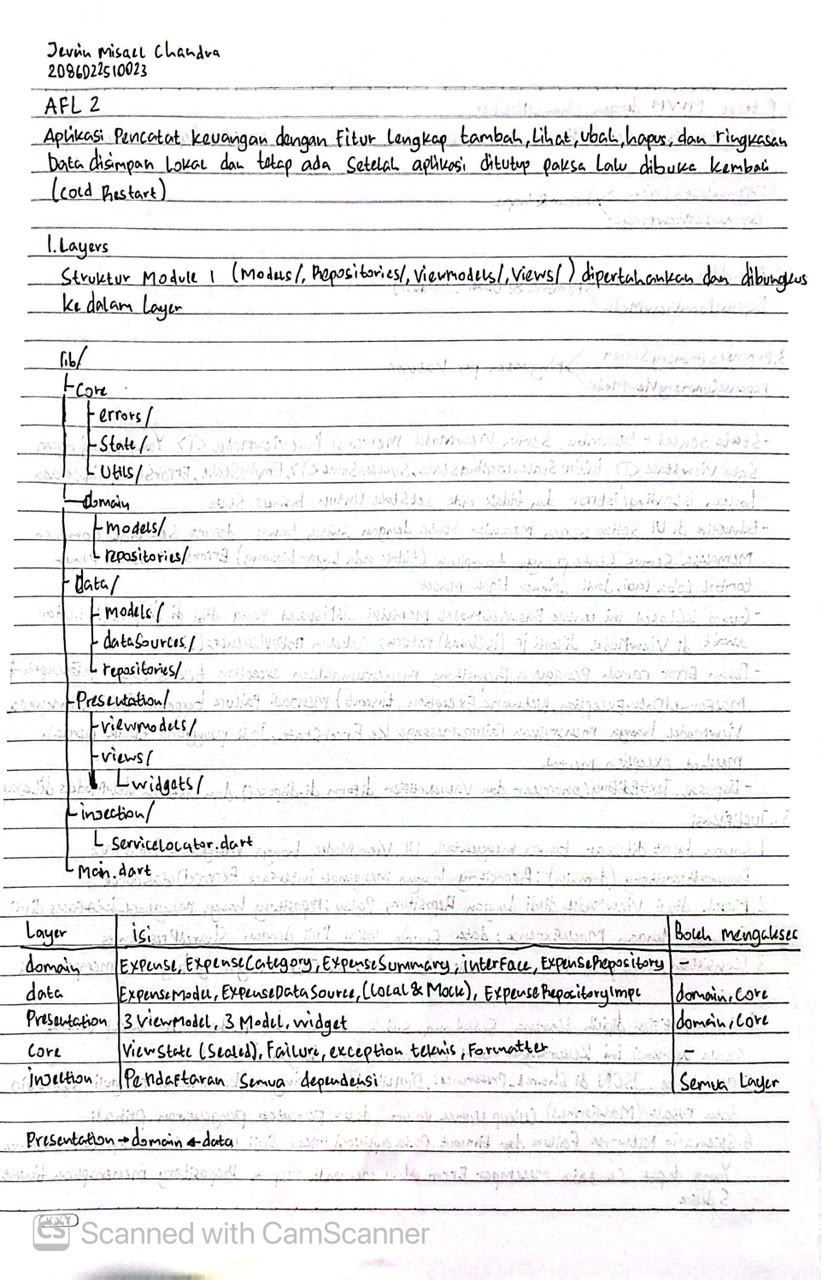 Jevin Misael Chandra
2086022510023
AFL 2
Aplikasi Pencatat keuangan dengan Fitur lengkap tambah, Lihat, Ubah, hapus, dan ringkasan
Data disimpan Lokal dan tetap ada Setelah aplikasi ditutup paksa Lalu dibuka kembali
(Cold Restart)
1. Layers
Struktur Module 1 (Models/, Repositories/, Viewmodels/, Views/) dipertahankan dan dibungkus
ke dalam Layer
lib/
Core
errors/
State/
Utils/
domain
models/
repositories/
data/
models/
dataSources/
repositories/
Presentation/
viewmodels/
views/
widgets/
injection/
ServiceLocator.dart
Main.dart
Layer isi Boleh mengakses
domain Expense, ExpenseCategory, ExpenseSummary, interface, ExpenseRepository -
data ExpenseModel, ExpenseDataSource, (Local & Mock), ExpenseRepositoryImpl domain, Core
Presentation 3 ViewModel, 3 Model, widget domain, Core
Core ViewState (Sealed), Failure, exception teknis, Formatter -
injection Pendaftaran Semua dependensi Semua Layer
Presentation → domain ← data
CS Scanned with CamScanner